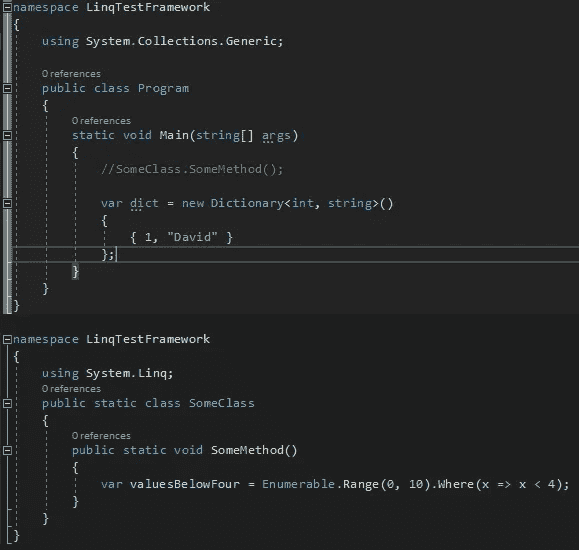 namespace LinqTestFramework
{
using System.Collections.Generic;
0 references
public class Program
{
0 references
static void Main(string[] args)
{
//SomeClass.SomeMethod();
var dict = new Dictionary<int, string>()
{
{ 1, "David" }
};
}
}
}
namespace LinqTestFramework
{
using System.Linq;
0 references
public static class SomeClass
{
0 references
public static void SomeMethod()
{
var valuesBelowFour = Enumerable.Range(0, 10).Where(x => x < 4);
}
}
}